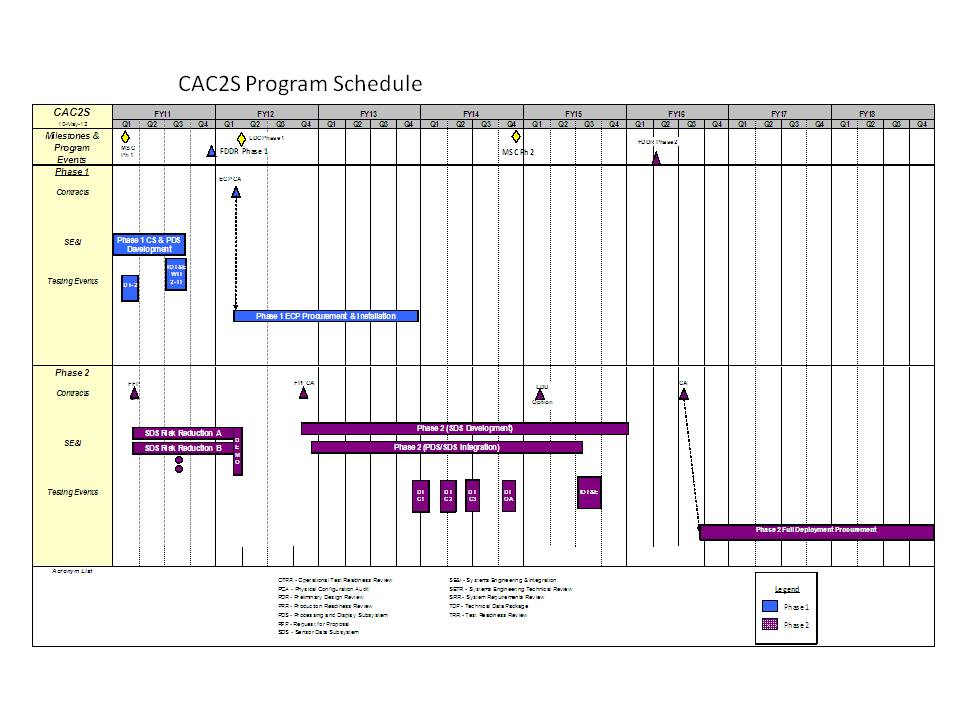 CAC2S Program Schedule
CAC2S FY11 FY12 FY13 FY14 FY15 FY16 FY17 FY18
10-May-12 Q1 Q2 Q3 Q4 Q1 Q2 Q3 Q4 Q1 Q2 Q3 Q4 Q1 Q2 Q3 Q4 Q1 Q2 Q3 Q4 Q1 Q2 Q3 Q4 Q1 Q2 Q3 Q4 Q1 Q2 Q3 Q4
Milestones &
Program
Events
MS C
Ph 1
LDC Phase 1
FDDR Phase 1
MS C Ph 2
FDDR Phase 2
Phase 1
Contracts
ECP CA
SE&I
Phase 1 CS & PDS
Development
Testing Events
DT-2
IOT&E
2-11
Phase 1 ECP Procurement & Installation
Phase 2
Contracts
CA
Option
CA
SE&I
SDS Risk Reduction A
SDS Risk Reduction B
DEMO
Phase 2 (SDS Development)
Phase 2 (PDS/SDS Integration)
Testing Events
DT
C1
DT
C2
DT
C3
DT
OA
IOT&E
Phase 2 Full Deployment Procurement
Acronym List:
OTRR - Operational Test Readiness Review
PCA - Physical Configuration Audit
PDR - Preliminary Design Review
PRR - Production Readiness Review
PDS - Processing and Display Subsystem
RFP - Request for Proposal
SDS - Sensor Data Subsystem
SE&I - Systems Engineering & Integration
SETR - Systems Engineering Technical Review
SRR - System Requirements Review
TDP - Technical Data Package
TRR - Test Readiness Review
Legend
Phase 1
Phase 2